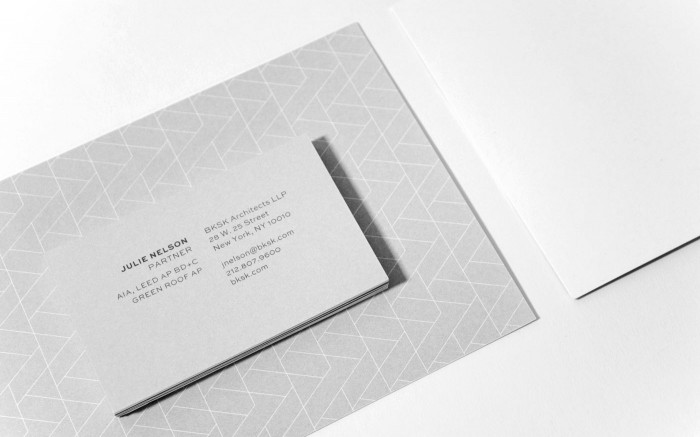 JULIE NELSON
PARTNER
AIA, LEED AP BD+C
GREEN ROOF AP
BKSK Architects LLP
28 W. 25 Street
New York, NY 10010
jnelson@bksk.com
212.807.9600
bksk.com